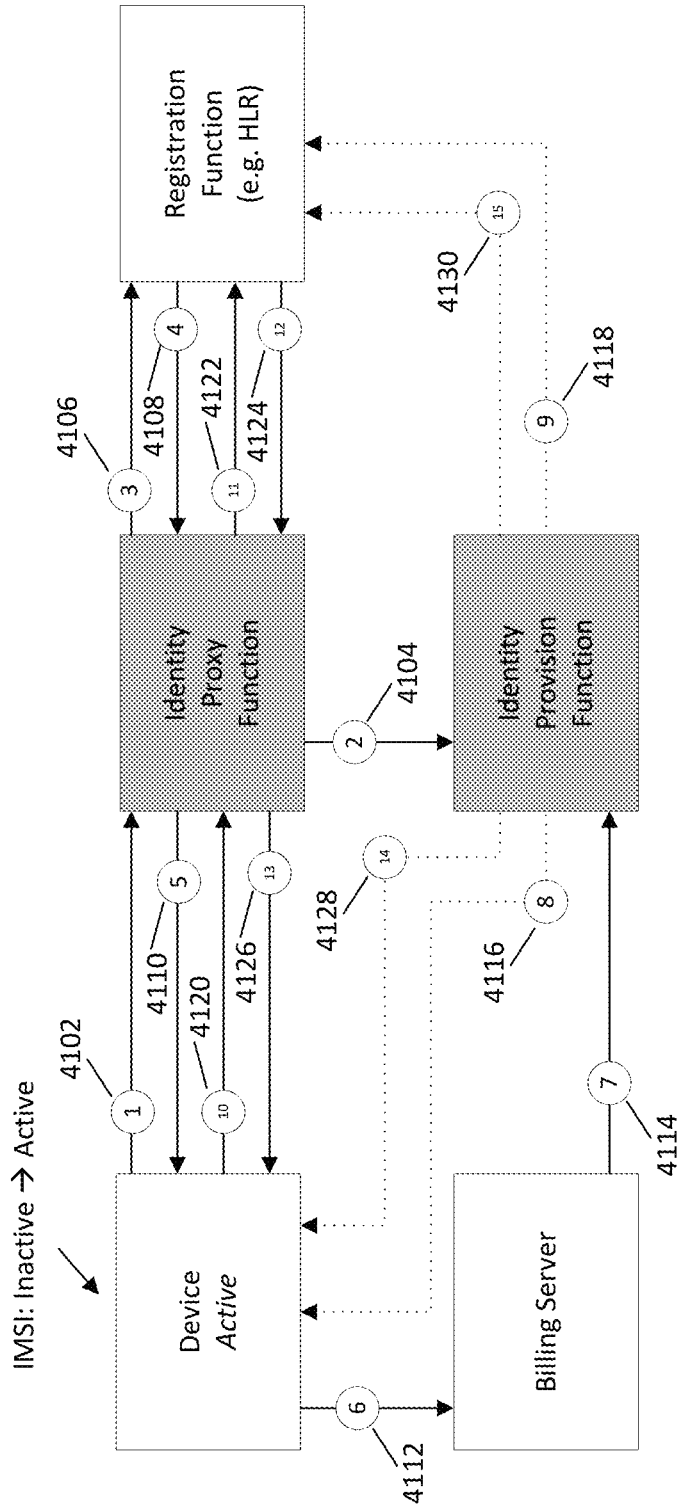 IMSI: Inactive → Active
Device
Active
Identity
Proxy
Function
Registration
Function
(e.g. HLR)
Billing Server
Identity
Provision
Function
1
4102
2
4104
3
4106
4
4108
5
4110
6
4112
7
4114
8
4116
9
4118
10
4120
11
4122
12
4124
13
4126
14
4128
15
4130